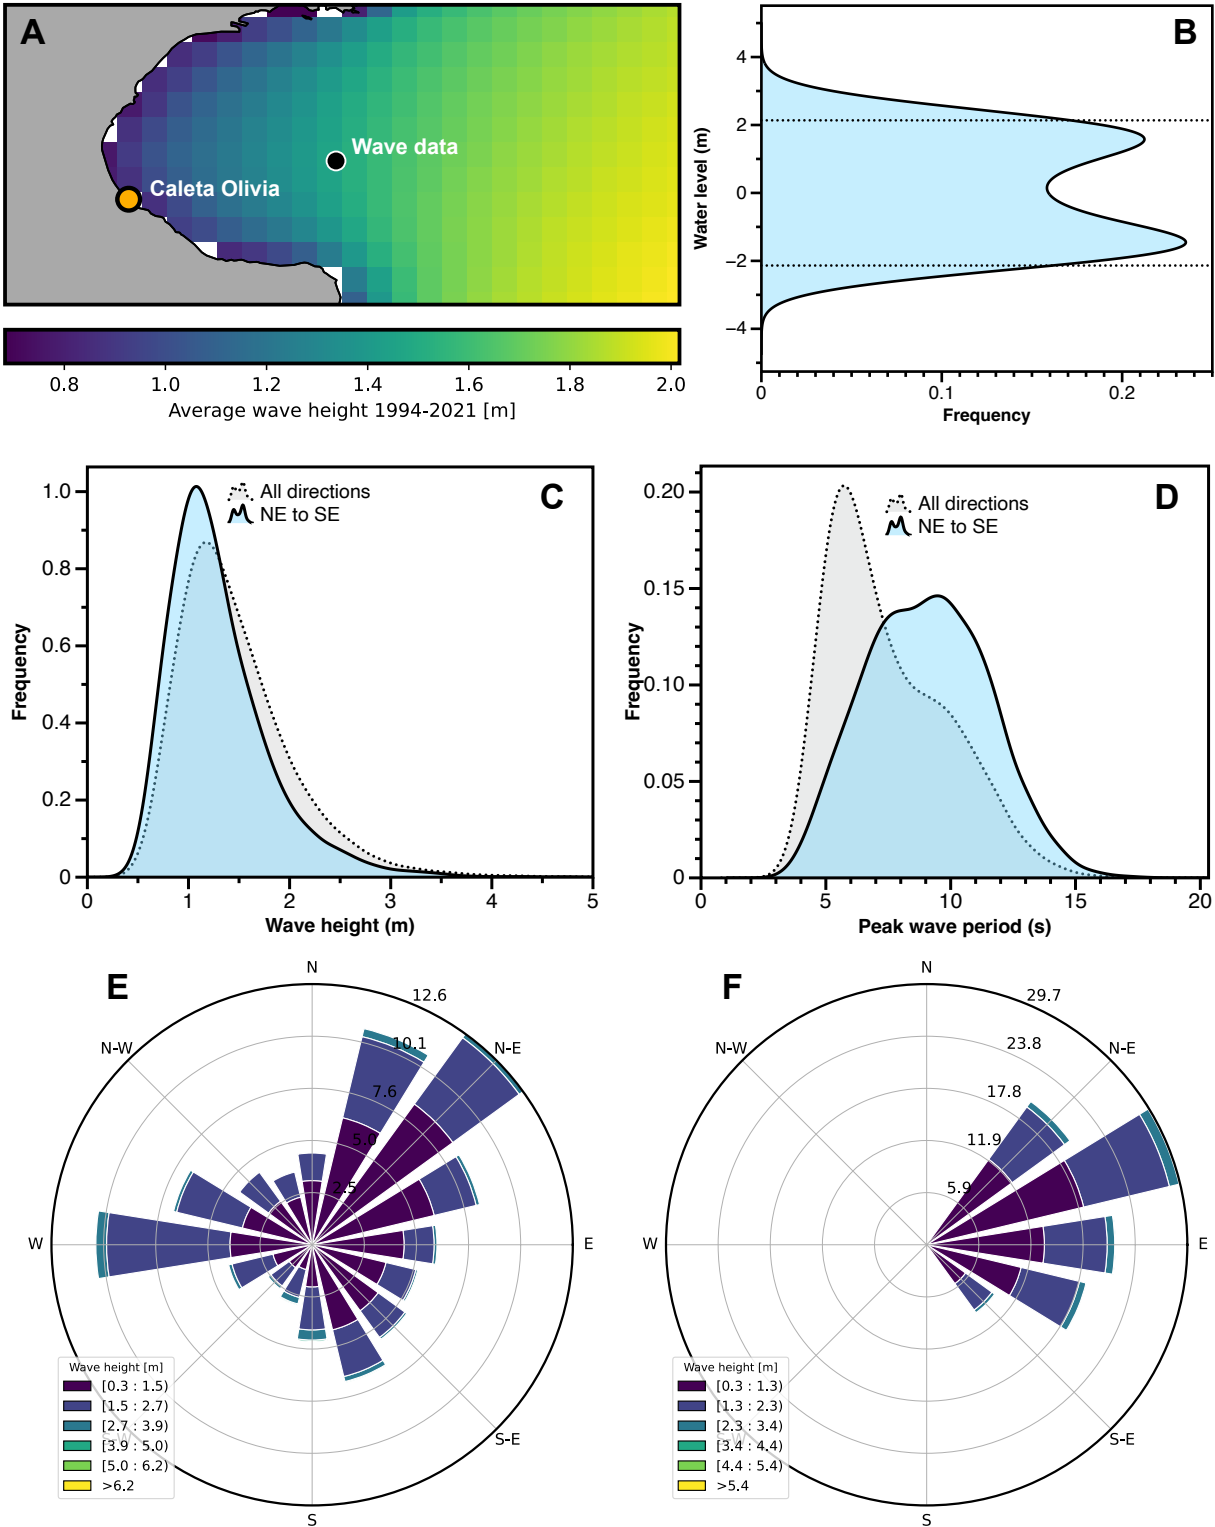 A
Wave data
Caleta Olivia
0.8 1.0 1.2 1.4 1.6 1.8 2.0
Average wave height 1994-2021 [m]
B
Water level (m)
4
2
0
−2
−4
0 0.1 0.2
Frequency
C
All directions
NE to SE
Frequency
1.0
0.8
0.6
0.4
0.2
0
0 1 2 3 4 5
Wave height (m)
D
All directions
NE to SE
Frequency
0.20
0.15
0.10
0.05
0
0 5 10 15 20
Peak wave period (s)
E
N
12.6
N-W
10.1
N-E
7.6
5.0
2.5
W
E
S-W
S-E
S
Wave height [m]
[0.3 : 1.5)
[1.5 : 2.7)
[2.7 : 3.9)
[3.9 : 5.0)
[5.0 : 6.2)
>6.2
F
N
29.7
N-W
23.8
N-E
17.8
11.9
5.9
W
E
S-W
S-E
S
Wave height [m]
[0.3 : 1.3)
[1.3 : 2.3)
[2.3 : 3.4)
[3.4 : 4.4)
[4.4 : 5.4)
>5.4